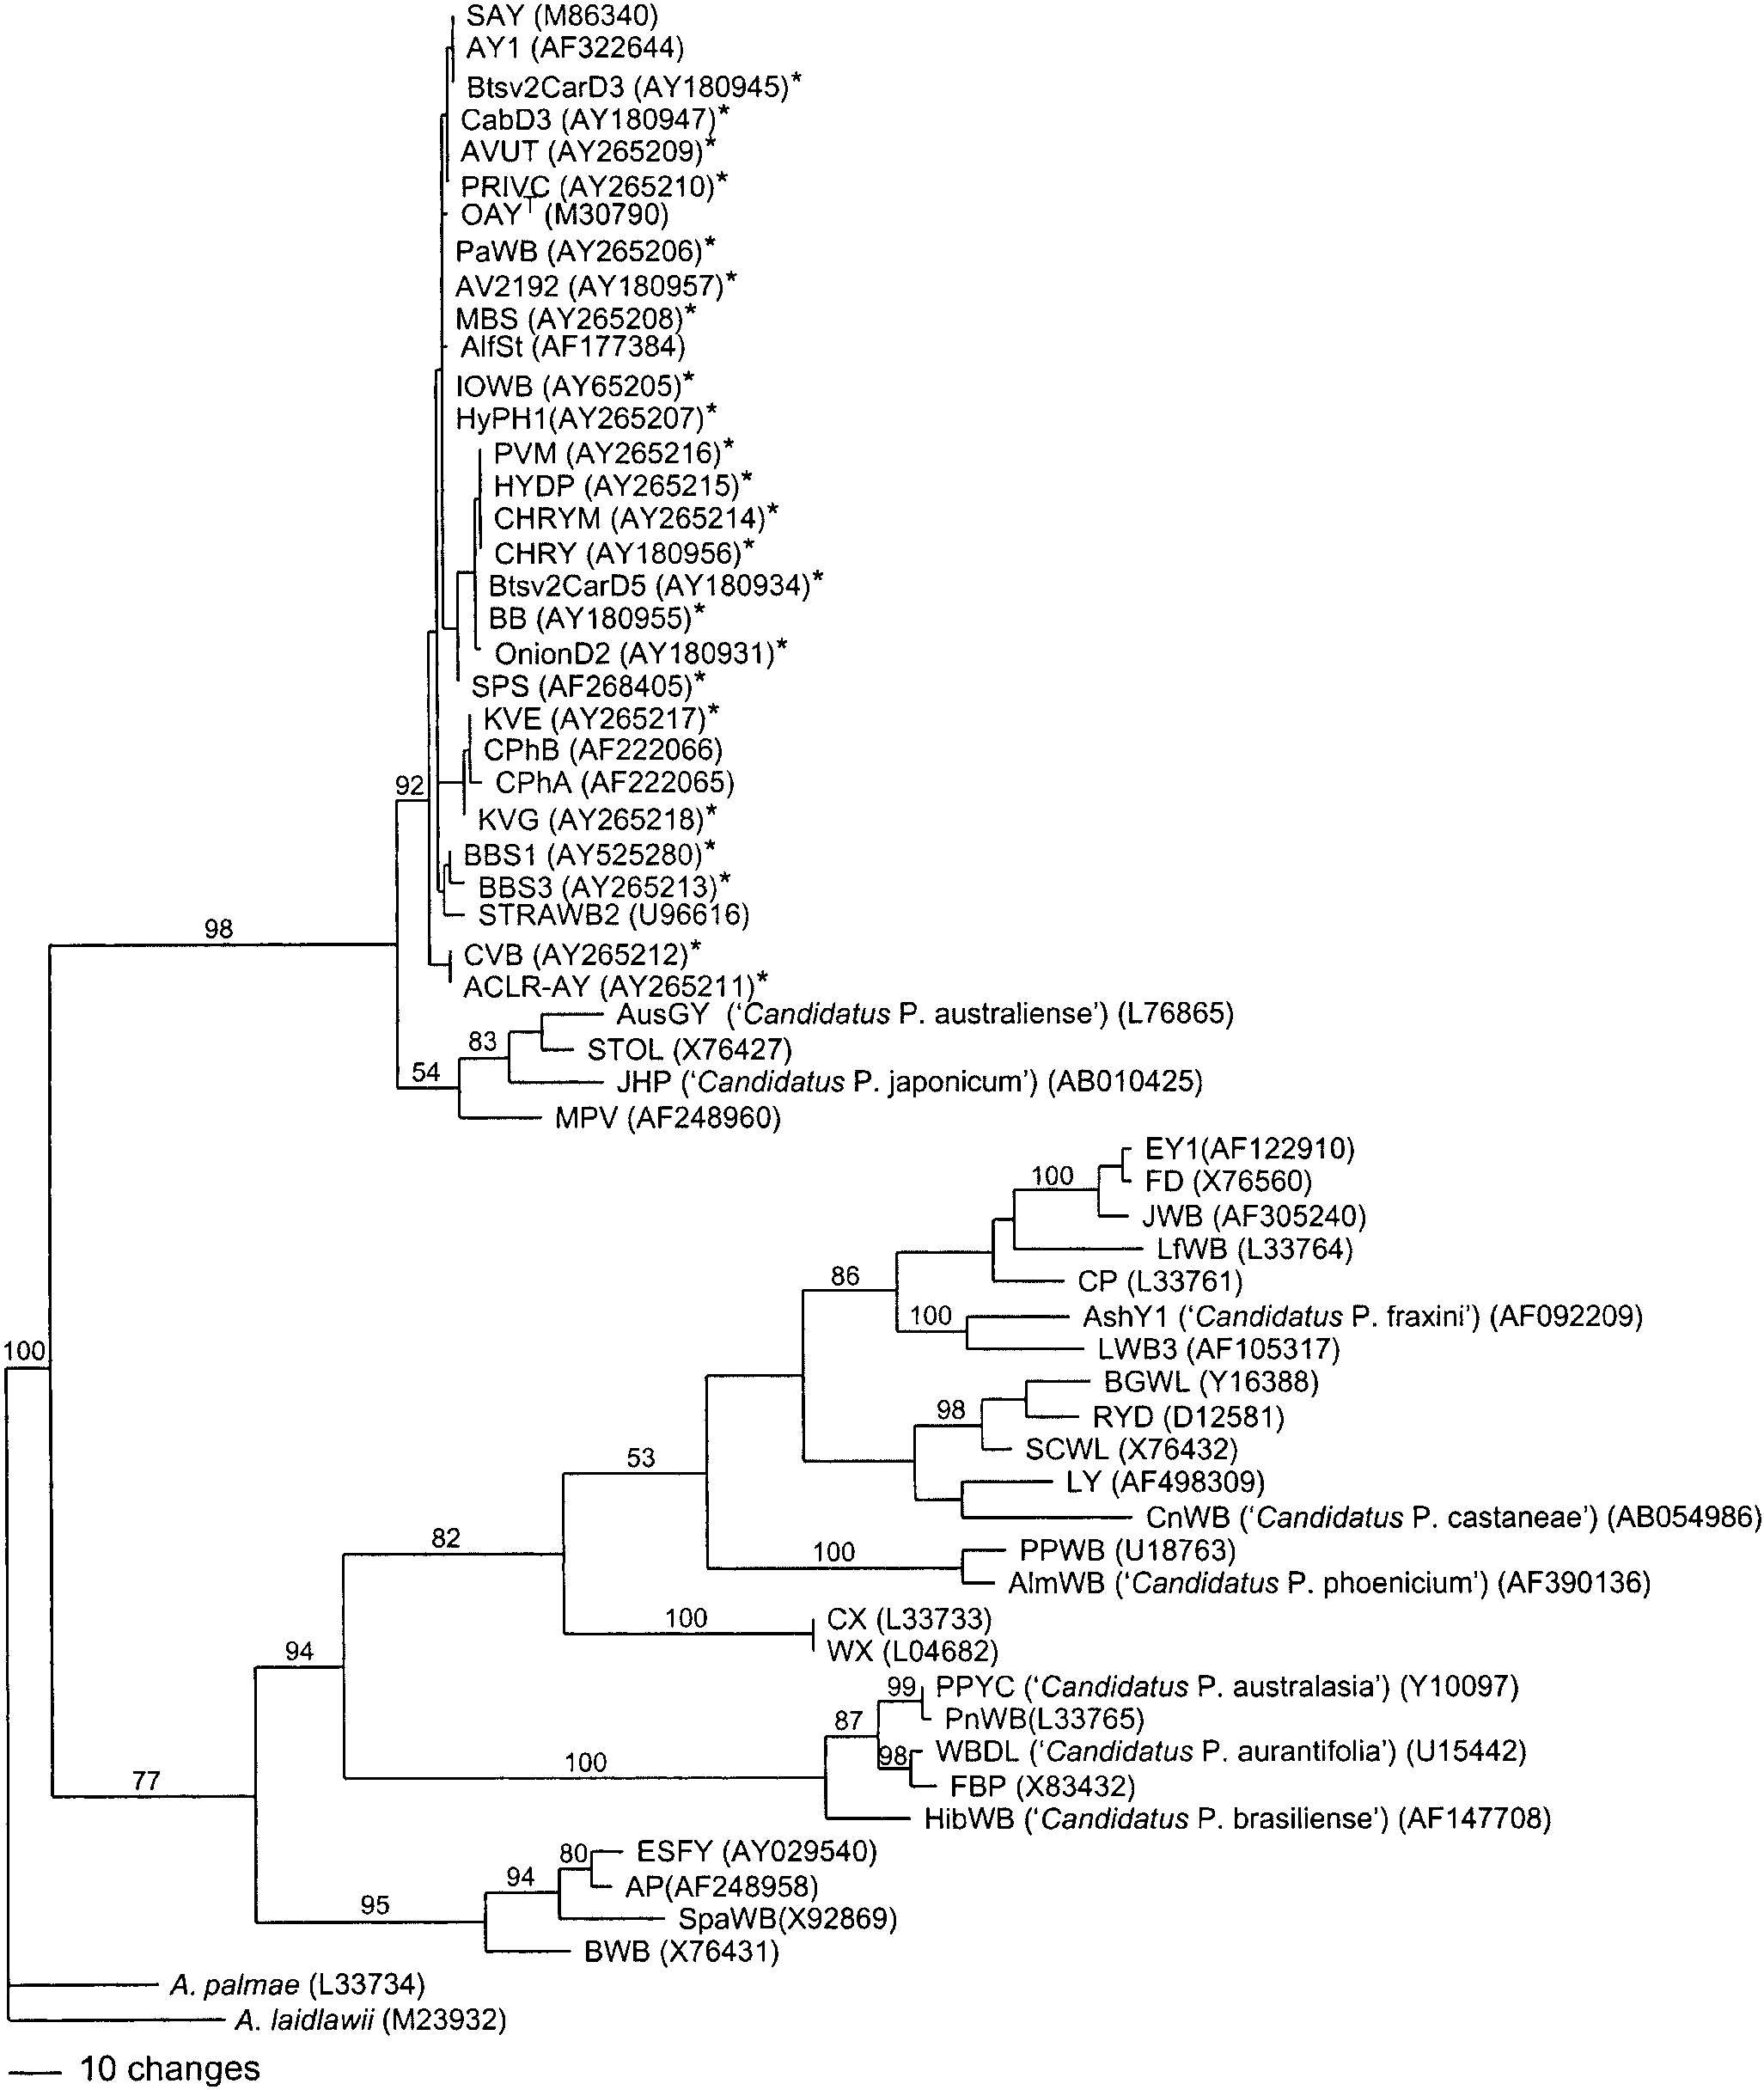 SAY (M86340)
AY1 (AF322644)
Btsv2CarD3 (AY180945)*
CabD3 (AY180947)*
AVUT (AY265209)*
PRIVC (AY265210)*
OAYT (M30790)
PaWB (AY265206)*
AV2192 (AY180957)*
MBS (AY265208)*
AlfSt (AF177384)
IOWB (AY65205)*
HyPH1(AY265207)*
PVM (AY265216)*
HYDP (AY265215)*
CHRYM (AY265214)*
CHRY (AY180956)*
Btsv2CarD5 (AY180934)*
BB (AY180955)*
OnionD2 (AY180931)*
SPS (AF268405)*
KVE (AY265217)*
CPhB (AF222066)
92
CPhA (AF222065)
KVG (AY265218)*
BBS1 (AY525280)*
BBS3 (AY265213)*
STRAWB2 (U96616)
98
CVB (AY265212)*
ACLR-AY (AY265211)*
AusGY ('Candidatus P. australiense') (L76865)
83
STOL (X76427)
54
JHP ('Candidatus P. japonicum') (AB010425)
MPV (AF248960)
EY1(AF122910)
100
FD (X76560)
JWB (AF305240)
LfWB (L33764)
86
CP (L33761)
100
AshY1 ('Candidatus P. fraxini') (AF092209)
100
LWB3 (AF105317)
BGWL (Y16388)
98
RYD (D12581)
53
SCWL (X76432)
LY (AF498309)
CnWB ('Candidatus P. castaneae') (AB054986)
82
100
PPWB (U18763)
AlmWB ('Candidatus P. phoenicium') (AF390136)
100
CX (L33733)
94
WX (L04682)
99
PPYC ('Candidatus P. australasia') (Y10097)
87
PnWB(L33765)
98
WBDL ('Candidatus P. aurantifolia') (U15442)
77
100
FBP (X83432)
HibWB ('Candidatus P. brasiliense') (AF147708)
80
ESFY (AY029540)
94
AP(AF248958)
95
SpaWB(X92869)
BWB (X76431)
A. palmae (L33734)
A. laidlawii (M23932)
10 changes